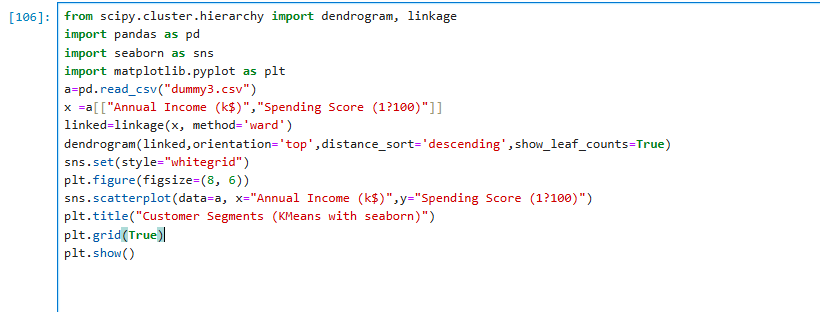 [106]: from scipy.cluster.hierarchy import dendrogram, linkage
import pandas as pd
import seaborn as sns
import matplotlib.pyplot as plt
a=pd.read_csv("dummy3.csv")
x =a[["Annual Income (k$)","Spending Score (1?100)"]]
linked=linkage(x, method='ward')
dendrogram(linked,orientation='top',distance_sort='descending',show_leaf_counts=True)
sns.set(style="whitegrid")
plt.figure(figsize=(8, 6))
sns.scatterplot(data=a, x="Annual Income (k$)",y="Spending Score (1?100)")
plt.title("Customer Segments (KMeans with seaborn)")
plt.grid(True)
plt.show()